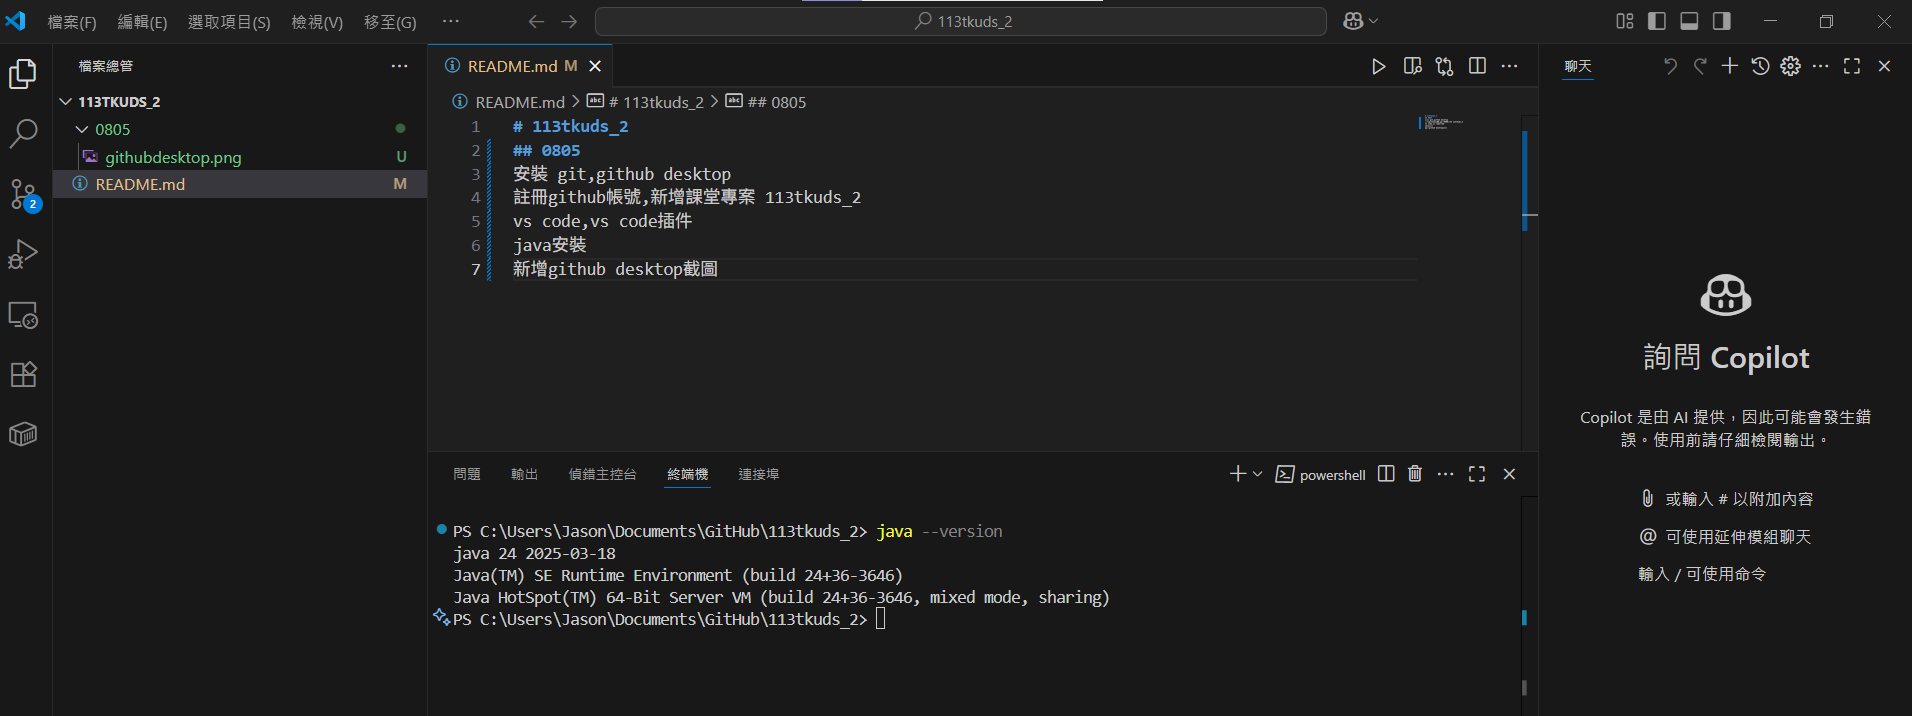 檔案(F) 編輯(E) 選取項目(S) 檢視(V) 移至(G) ··· 113tkuds_2
檔案總管 ···
113TKUDS_2
0805
githubdesktop.png U
README.md M
2
README.md M
README.md > # 113tkuds_2 > ## 0805
1 # 113tkuds_2
2 ## 0805
3 安裝 git,github desktop
4 註冊github帳號,新增課堂專案 113tkuds_2
5 vs code,vs code插件
6 java安裝
7 新增github desktop截圖
問題 輸出 偵錯主控台 終端機 連接埠 powershell
PS C:\Users\Jason\Documents\GitHub\113tkuds_2> java --version
java 24 2025-03-18
Java(TM) SE Runtime Environment (build 24+36-3646)
Java HotSpot(TM) 64-Bit Server VM (build 24+36-3646, mixed mode, sharing)
PS C:\Users\Jason\Documents\GitHub\113tkuds_2>
聊天
詢問 Copilot
Copilot 是由 AI 提供，因此可能會發生錯
誤。使用前請仔細檢閱輸出。
或輸入 # 以附加內容
@ 可使用延伸模組聊天
輸入 / 可使用命令